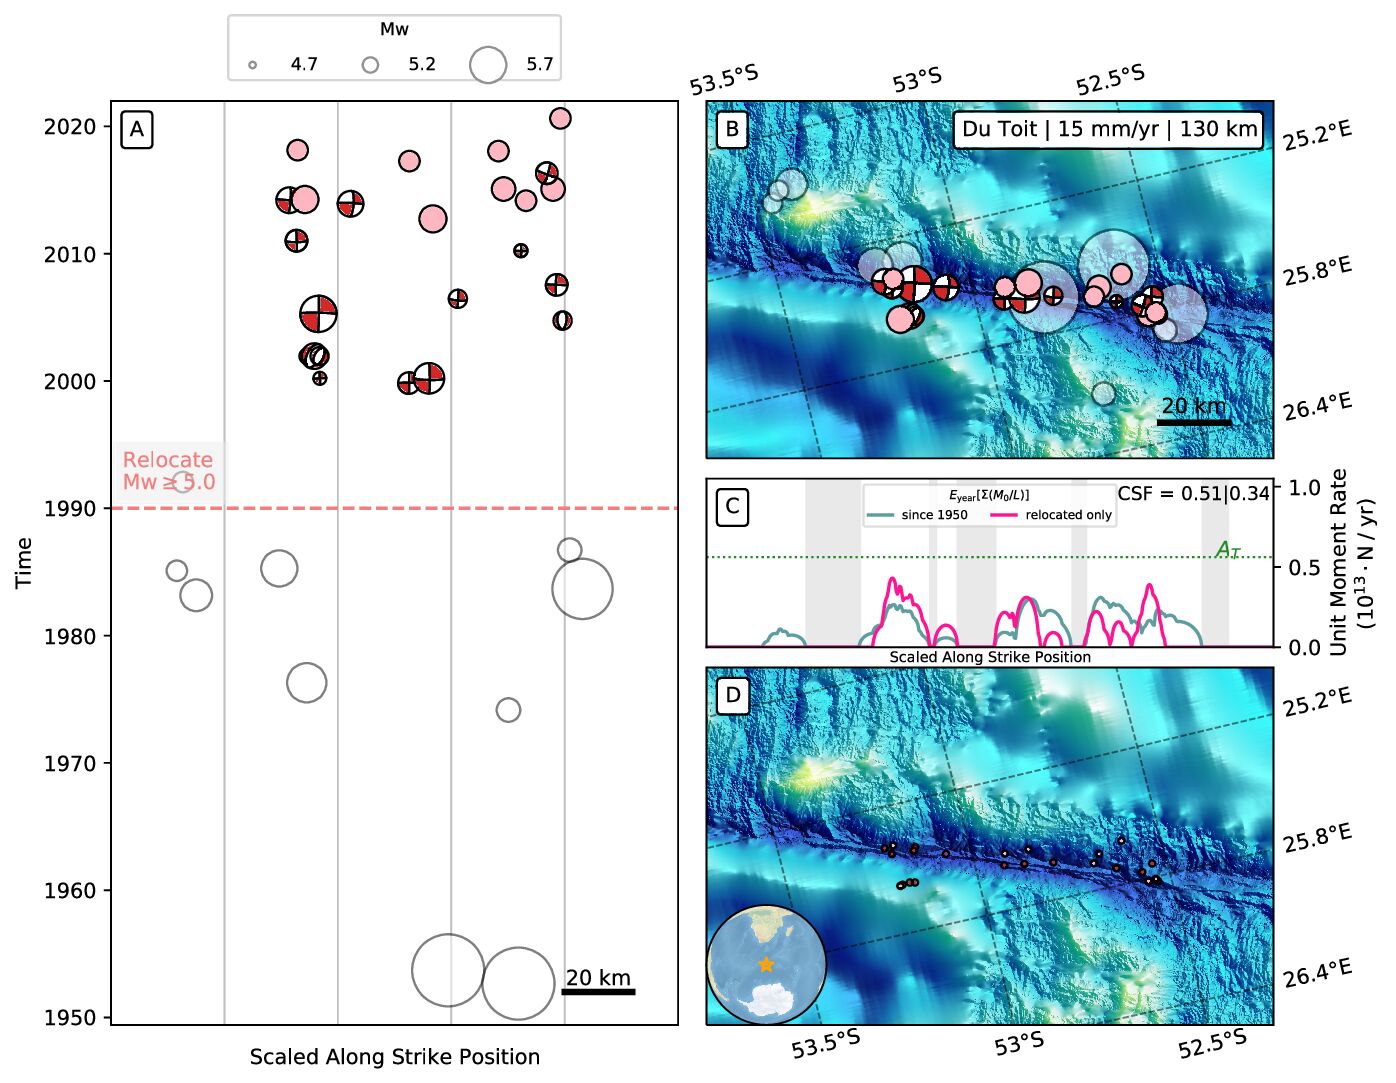 Mw
4.7 5.2 5.7
A
2020
2010
2000
1990
1980
1970
1960
1950
Time
Relocate
Mw ≥ 5.0
20 km
Scaled Along Strike Position
53.5°S 53°S 52.5°S
B
Du Toit | 15 mm/yr | 130 km
25.2°E
25.8°E
26.4°E
20 km
C
E_year[Σ(M_0/L)]
since 1950 relocated only
CSF = 0.51|0.34
A_T
1.0
0.5
0.0
Unit Moment Rate
(10^13 · N / yr)
Scaled Along Strike Position
D
25.2°E
25.8°E
26.4°E
53.5°S 53°S 52.5°S